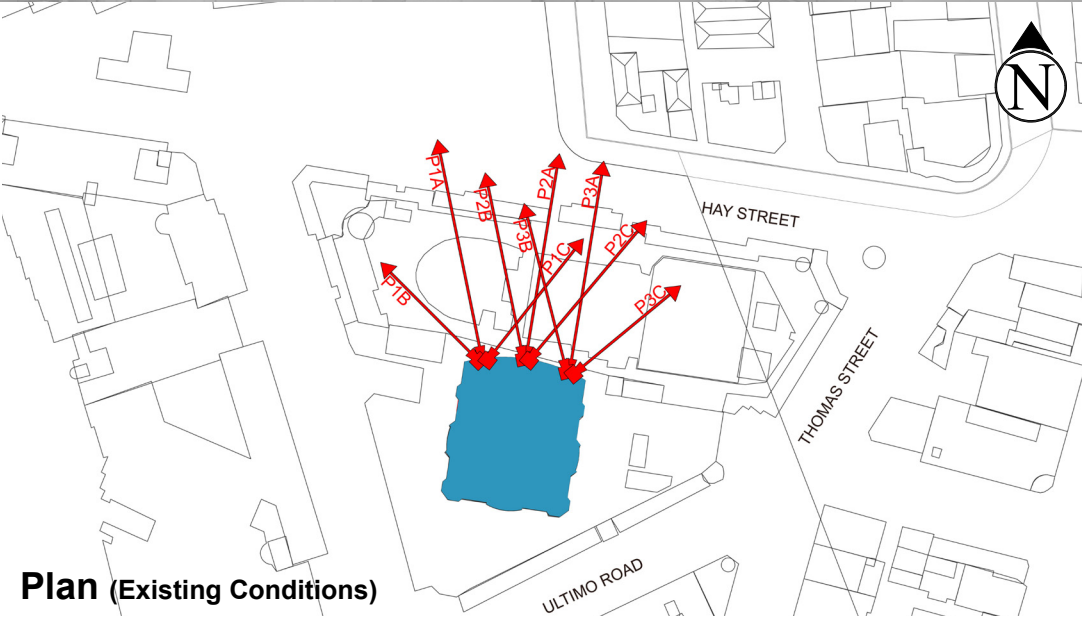 N
P1A
P2B
P2A
P3A
P3B
P1C
P2C
P1B
P3C
HAY STREET
THOMAS STREET
ULTIMO ROAD
Plan (Existing Conditions)